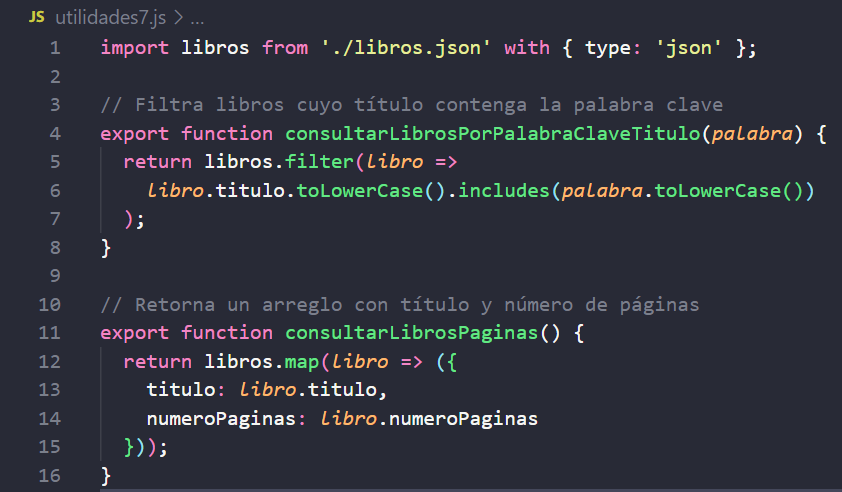 JS utilidades7.js > ...
1 import libros from './libros.json' with { type: 'json' };
2
3 // Filtra libros cuyo título contenga la palabra clave
4 export function consultarLibrosPorPalabraClaveTitulo(palabra) {
5   return libros.filter(libro =>
6     libro.titulo.toLowerCase().includes(palabra.toLowerCase())
7   );
8 }
9
10 // Retorna un arreglo con título y número de páginas
11 export function consultarLibrosPaginas() {
12   return libros.map(libro => ({
13     titulo: libro.titulo,
14     numeroPaginas: libro.numeroPaginas
15   }));
16 }